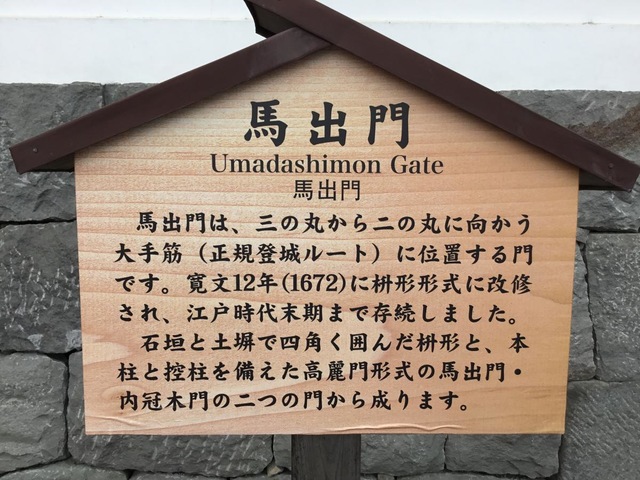 馬出門
Umadashimon Gate
馬出門
馬出門は、三の丸から二の丸に向かう
大手筋（正規登城ルート）に位置する門
です。寛文12年(1672)に枡形形式に改修
され、江戸時代末期まで存続しました。
石垣と土塀で四角く囲んだ枡形と、本
柱と控柱を備えた高麗門形式の馬出門・
内冠木門の二つの門から成ります。